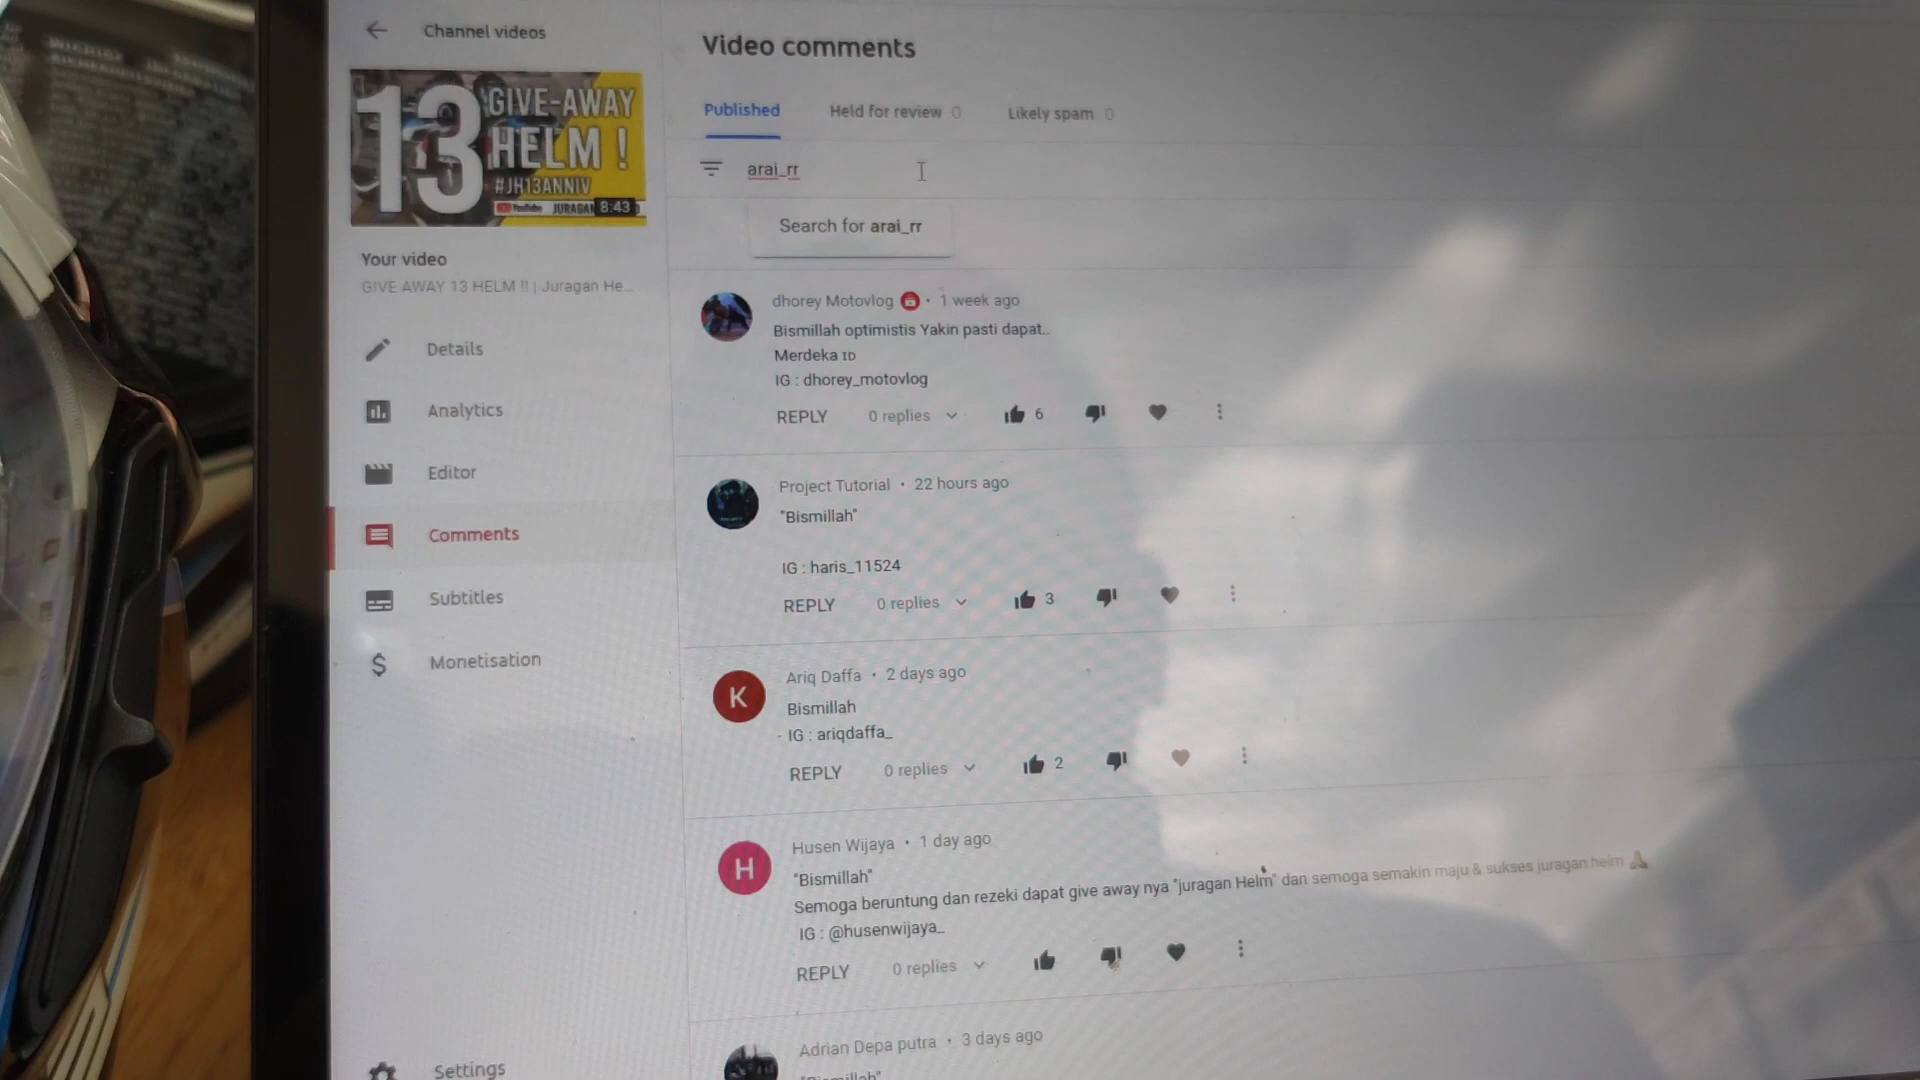 Channel videos
13 GIVE-AWAY
HELM !
#JH13ANNIV
YouTube JURAGAN
8:43
Your video
GIVE AWAY 13 HELM !! | Juragan He...
Details
Analytics
Editor
Comments
Subtitles
$ Monetisation
Settings
Video comments
Published Held for review 0 Likely spam 0
arai_rr
Search for arai_rr
dhorey Motovlog • 1 week ago
Bismillah optimistis Yakin pasti dapat..
Merdeka ID
IG : dhorey_motovlog
REPLY 0 replies 6
Project Tutorial • 22 hours ago
"Bismillah"
IG : haris_11524
REPLY 0 replies 3
K
Ariq Daffa • 2 days ago
Bismillah
- IG : ariqdaffa_
REPLY 0 replies 2
H
Husen Wijaya • 1 day ago
"Bismillah"
Semoga beruntung dan rezeki dapat give away nya "juragan Helm" dan semoga semakin maju & sukses juragan helm 🙏
IG : @husenwijaya_
REPLY 0 replies
Adrian Depa putra • 3 days ago